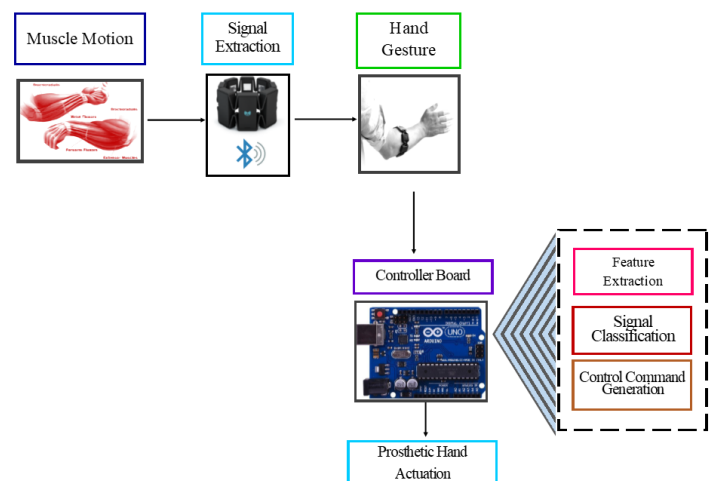 Muscle Motion
Signal
Extraction
Hand
Gesture
Controller Board
Feature
Extraction
Signal
Classification
Control Command
Generation
UNO
ARDUINO
Prosthetic Hand
Actuation